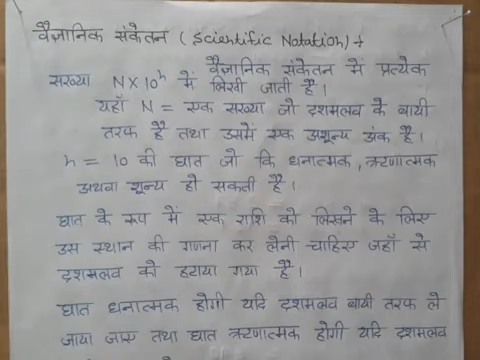 वैज्ञानिक संकेतन (Scientific Notation) :-
वैज्ञानिक संकेतन में प्रत्येक
संख्या N×10ⁿ में लिखी जाती है।
यहाँ N = एक संख्या जो दशमलव के बायी
तरफ है तथा उसमें एक अशून्य अंक है।
n = 10 की घात जो कि धनात्मक, ऋणात्मक
अथवा शून्य हो सकती है।
घात के रूप में एक राशि को लिखने के लिए
उस स्थान की गणना कर लेनी चाहिए जहाँ से
दशमलव को हटाया गया है।
घात धनात्मक होगी यदि दशमलव बायी तरफ ले
जाया जाए तथा घात ऋणात्मक होगी यदि दशमलव